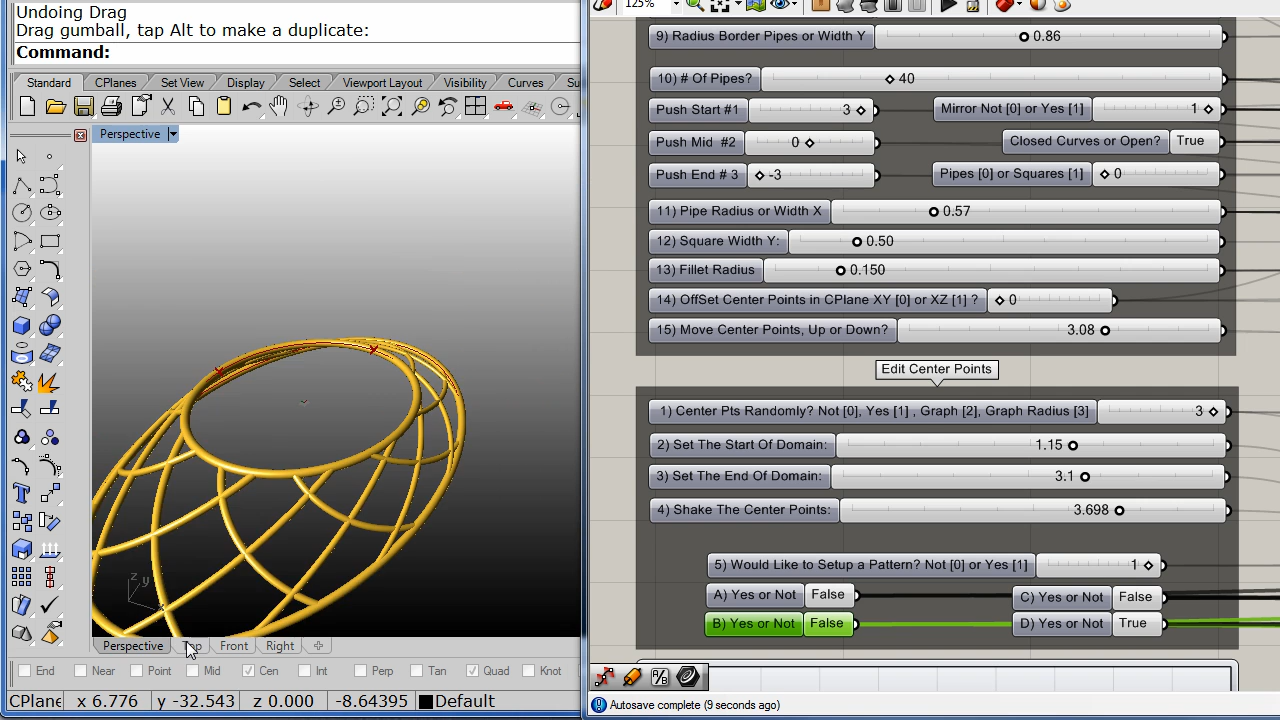 Undoing Drag
Drag gumball, tap Alt to make a duplicate:
Command:
Standard CPlanes Set View Display Select Viewport Layout Visibility Curves Su
Perspective
z y
Perspective Top Front Right
End Near Point Mid Cen Int Perp Tan Quad Knot
CPlane x 6.776 y -32.543 z 0.000 -8.64395 Default
125%
9) Radius Border Pipes or Width Y 0.86
10) # Of Pipes? 40
Push Start #1 3 Mirror Not [0] or Yes [1] 1
Push Mid #2 0 Closed Curves or Open? True
Push End # 3 -3 Pipes [0] or Squares [1] 0
11) Pipe Radius or Width X 0.57
12) Square Width Y: 0.50
13) Fillet Radius 0.150
14) OffSet Center Points in CPlane XY [0] or XZ [1] ? 0
15) Move Center Points, Up or Down? 3.08
Edit Center Points
1) Center Pts Randomly? Not [0], Yes [1] , Graph [2], Graph Radius [3] 3
2) Set The Start Of Domain: 1.15
3) Set The End Of Domain: 3.1
4) Shake The Center Points: 3.698
5) Would Like to Setup a Pattern? Not [0] or Yes [1] 1
A) Yes or Not False C) Yes or Not False
B) Yes or Not False D) Yes or Not True
Autosave complete (9 seconds ago)